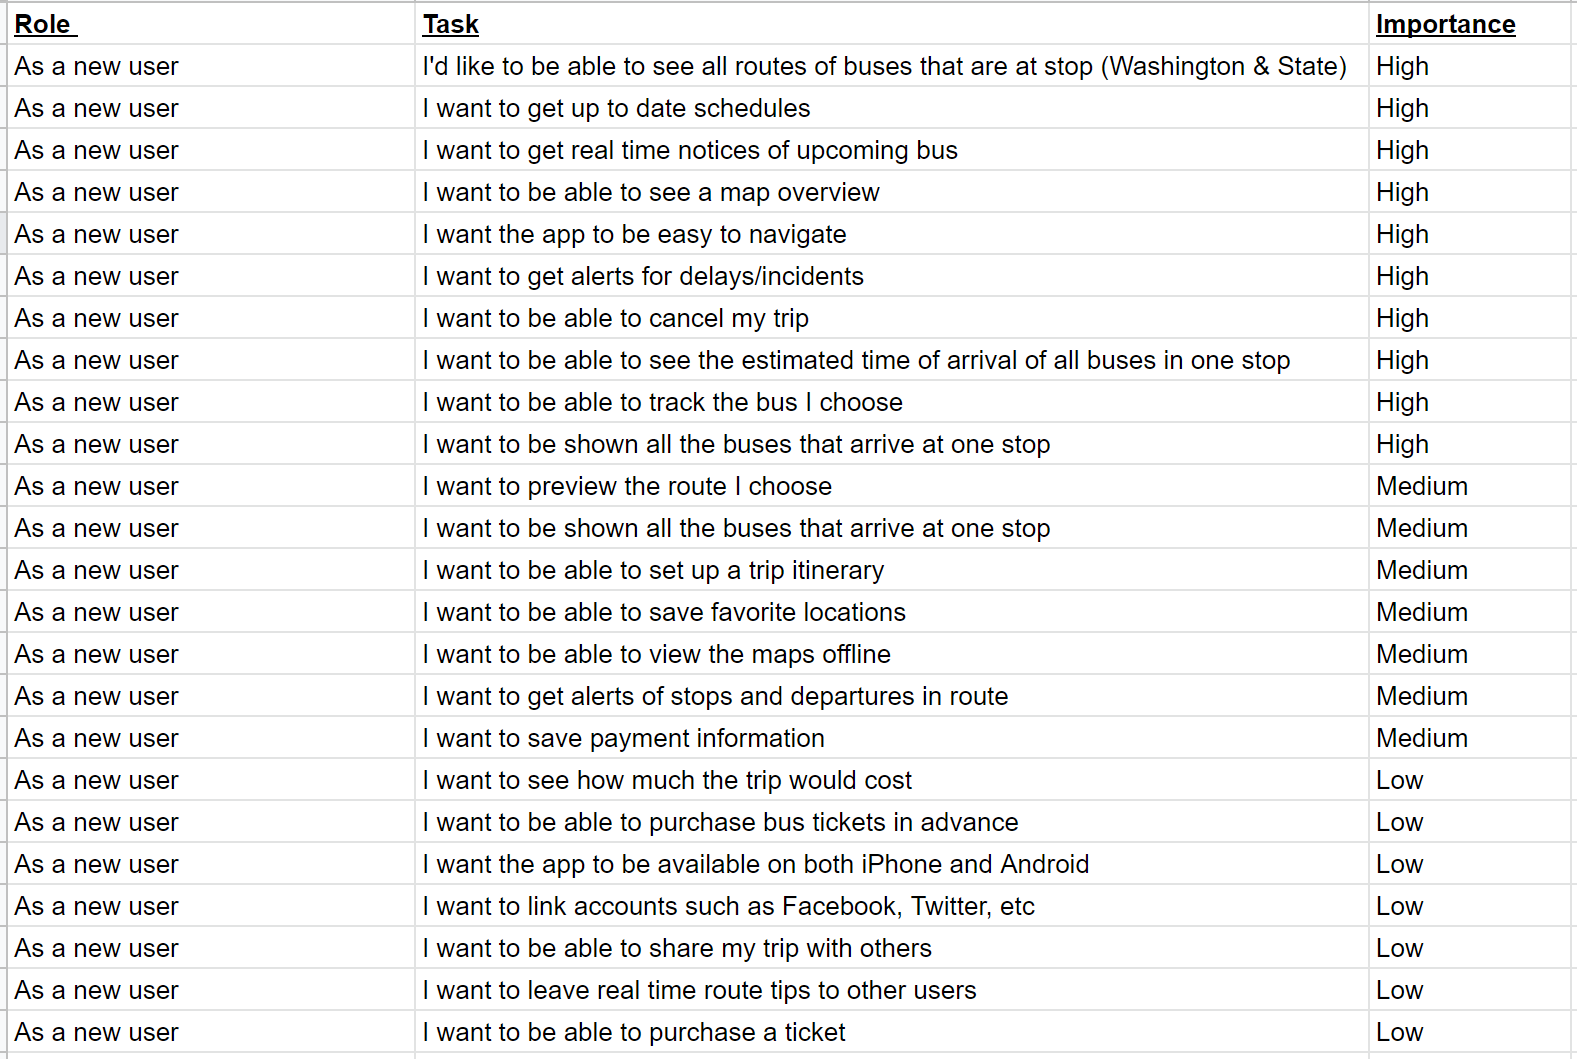 Role Task Importance
As a new user I'd like to be able to see all routes of buses that are at stop (Washington & State) High
As a new user I want to get up to date schedules High
As a new user I want to get real time notices of upcoming bus High
As a new user I want to be able to see a map overview High
As a new user I want the app to be easy to navigate High
As a new user I want to get alerts for delays/incidents High
As a new user I want to be able to cancel my trip High
As a new user I want to be able to see the estimated time of arrival of all buses in one stop High
As a new user I want to be able to track the bus I choose High
As a new user I want to be shown all the buses that arrive at one stop High
As a new user I want to preview the route I choose Medium
As a new user I want to be shown all the buses that arrive at one stop Medium
As a new user I want to be able to set up a trip itinerary Medium
As a new user I want to be able to save favorite locations Medium
As a new user I want to be able to view the maps offline Medium
As a new user I want to get alerts of stops and departures in route Medium
As a new user I want to save payment information Medium
As a new user I want to see how much the trip would cost Low
As a new user I want to be able to purchase bus tickets in advance Low
As a new user I want the app to be available on both iPhone and Android Low
As a new user I want to link accounts such as Facebook, Twitter, etc Low
As a new user I want to be able to share my trip with others Low
As a new user I want to leave real time route tips to other users Low
As a new user I want to be able to purchase a ticket Low